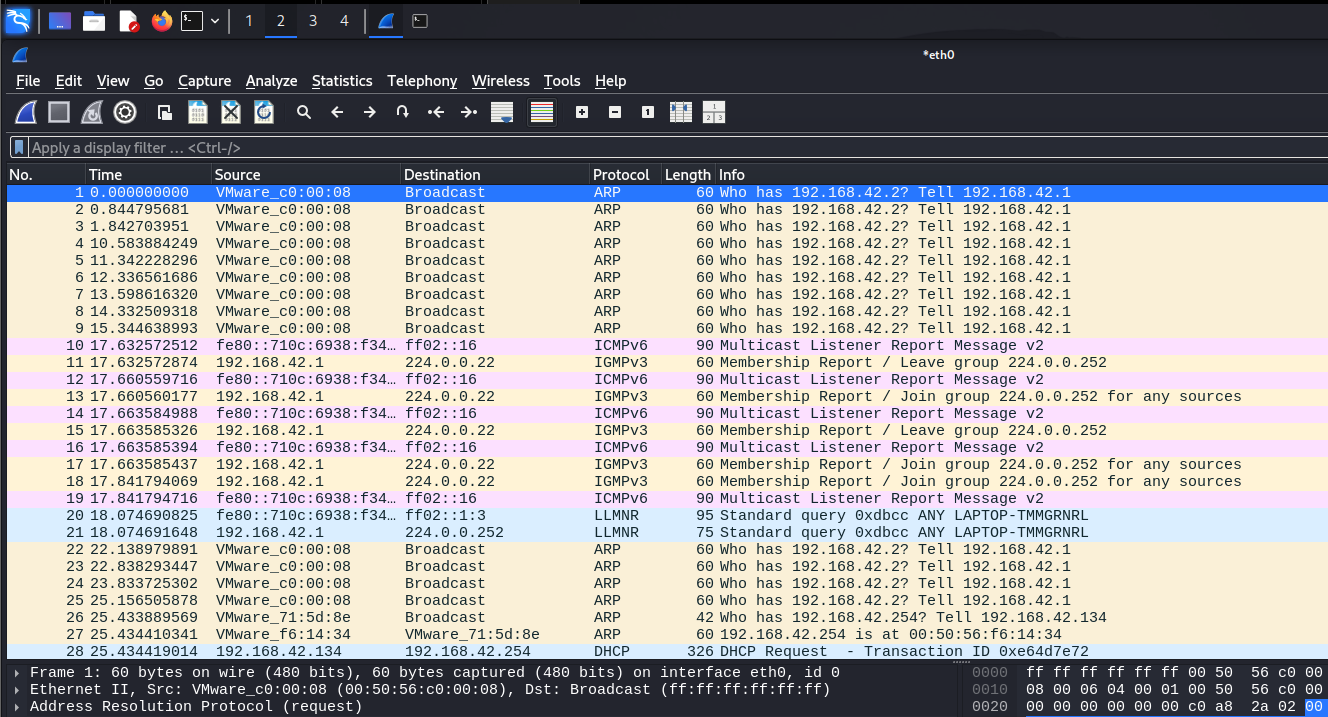 1 2 3 4
*eth0
File Edit View Go Capture Analyze Statistics Telephony Wireless Tools Help
Apply a display filter … <Ctrl-/>
No. Time Source Destination Protocol Length Info
1 0.000000000 VMware_c0:00:08 Broadcast ARP 60 Who has 192.168.42.2? Tell 192.168.42.1
2 0.844795681 VMware_c0:00:08 Broadcast ARP 60 Who has 192.168.42.2? Tell 192.168.42.1
3 1.842703951 VMware_c0:00:08 Broadcast ARP 60 Who has 192.168.42.2? Tell 192.168.42.1
4 10.583884249 VMware_c0:00:08 Broadcast ARP 60 Who has 192.168.42.2? Tell 192.168.42.1
5 11.342228296 VMware_c0:00:08 Broadcast ARP 60 Who has 192.168.42.2? Tell 192.168.42.1
6 12.336561686 VMware_c0:00:08 Broadcast ARP 60 Who has 192.168.42.2? Tell 192.168.42.1
7 13.598616320 VMware_c0:00:08 Broadcast ARP 60 Who has 192.168.42.2? Tell 192.168.42.1
8 14.332509318 VMware_c0:00:08 Broadcast ARP 60 Who has 192.168.42.2? Tell 192.168.42.1
9 15.344638993 VMware_c0:00:08 Broadcast ARP 60 Who has 192.168.42.2? Tell 192.168.42.1
10 17.632572512 fe80::710c:6938:f34… ff02::16 ICMPv6 90 Multicast Listener Report Message v2
11 17.632572874 192.168.42.1 224.0.0.22 IGMPv3 60 Membership Report / Leave group 224.0.0.252
12 17.660559716 fe80::710c:6938:f34… ff02::16 ICMPv6 90 Multicast Listener Report Message v2
13 17.660560177 192.168.42.1 224.0.0.22 IGMPv3 60 Membership Report / Join group 224.0.0.252 for any sources
14 17.663584988 fe80::710c:6938:f34… ff02::16 ICMPv6 90 Multicast Listener Report Message v2
15 17.663585326 192.168.42.1 224.0.0.22 IGMPv3 60 Membership Report / Leave group 224.0.0.252
16 17.663585394 fe80::710c:6938:f34… ff02::16 ICMPv6 90 Multicast Listener Report Message v2
17 17.663585437 192.168.42.1 224.0.0.22 IGMPv3 60 Membership Report / Join group 224.0.0.252 for any sources
18 17.841794069 192.168.42.1 224.0.0.22 IGMPv3 60 Membership Report / Join group 224.0.0.252 for any sources
19 17.841794716 fe80::710c:6938:f34… ff02::16 ICMPv6 90 Multicast Listener Report Message v2
20 18.074690825 fe80::710c:6938:f34… ff02::1:3 LLMNR 95 Standard query 0xdbcc ANY LAPTOP-TMMGRNRL
21 18.074691648 192.168.42.1 224.0.0.252 LLMNR 75 Standard query 0xdbcc ANY LAPTOP-TMMGRNRL
22 22.138979891 VMware_c0:00:08 Broadcast ARP 60 Who has 192.168.42.2? Tell 192.168.42.1
23 22.838293447 VMware_c0:00:08 Broadcast ARP 60 Who has 192.168.42.2? Tell 192.168.42.1
24 23.833725302 VMware_c0:00:08 Broadcast ARP 60 Who has 192.168.42.2? Tell 192.168.42.1
25 25.156505878 VMware_c0:00:08 Broadcast ARP 60 Who has 192.168.42.2? Tell 192.168.42.1
26 25.433889569 VMware_71:5d:8e Broadcast ARP 42 Who has 192.168.42.254? Tell 192.168.42.134
27 25.434410341 VMware_f6:14:34 VMware_71:5d:8e ARP 60 192.168.42.254 is at 00:50:56:f6:14:34
28 25.434419014 192.168.42.134 192.168.42.254 DHCP 326 DHCP Request - Transaction ID 0xe64d7e72
Frame 1: 60 bytes on wire (480 bits), 60 bytes captured (480 bits) on interface eth0, id 0
Ethernet II, Src: VMware_c0:00:08 (00:50:56:c0:00:08), Dst: Broadcast (ff:ff:ff:ff:ff:ff)
Address Resolution Protocol (request)
0000 ff ff ff ff ff ff 00 50 56 c0 00
0010 08 00 06 04 00 01 00 50 56 c0 00
0020 00 00 00 00 00 00 c0 a8 2a 02 00